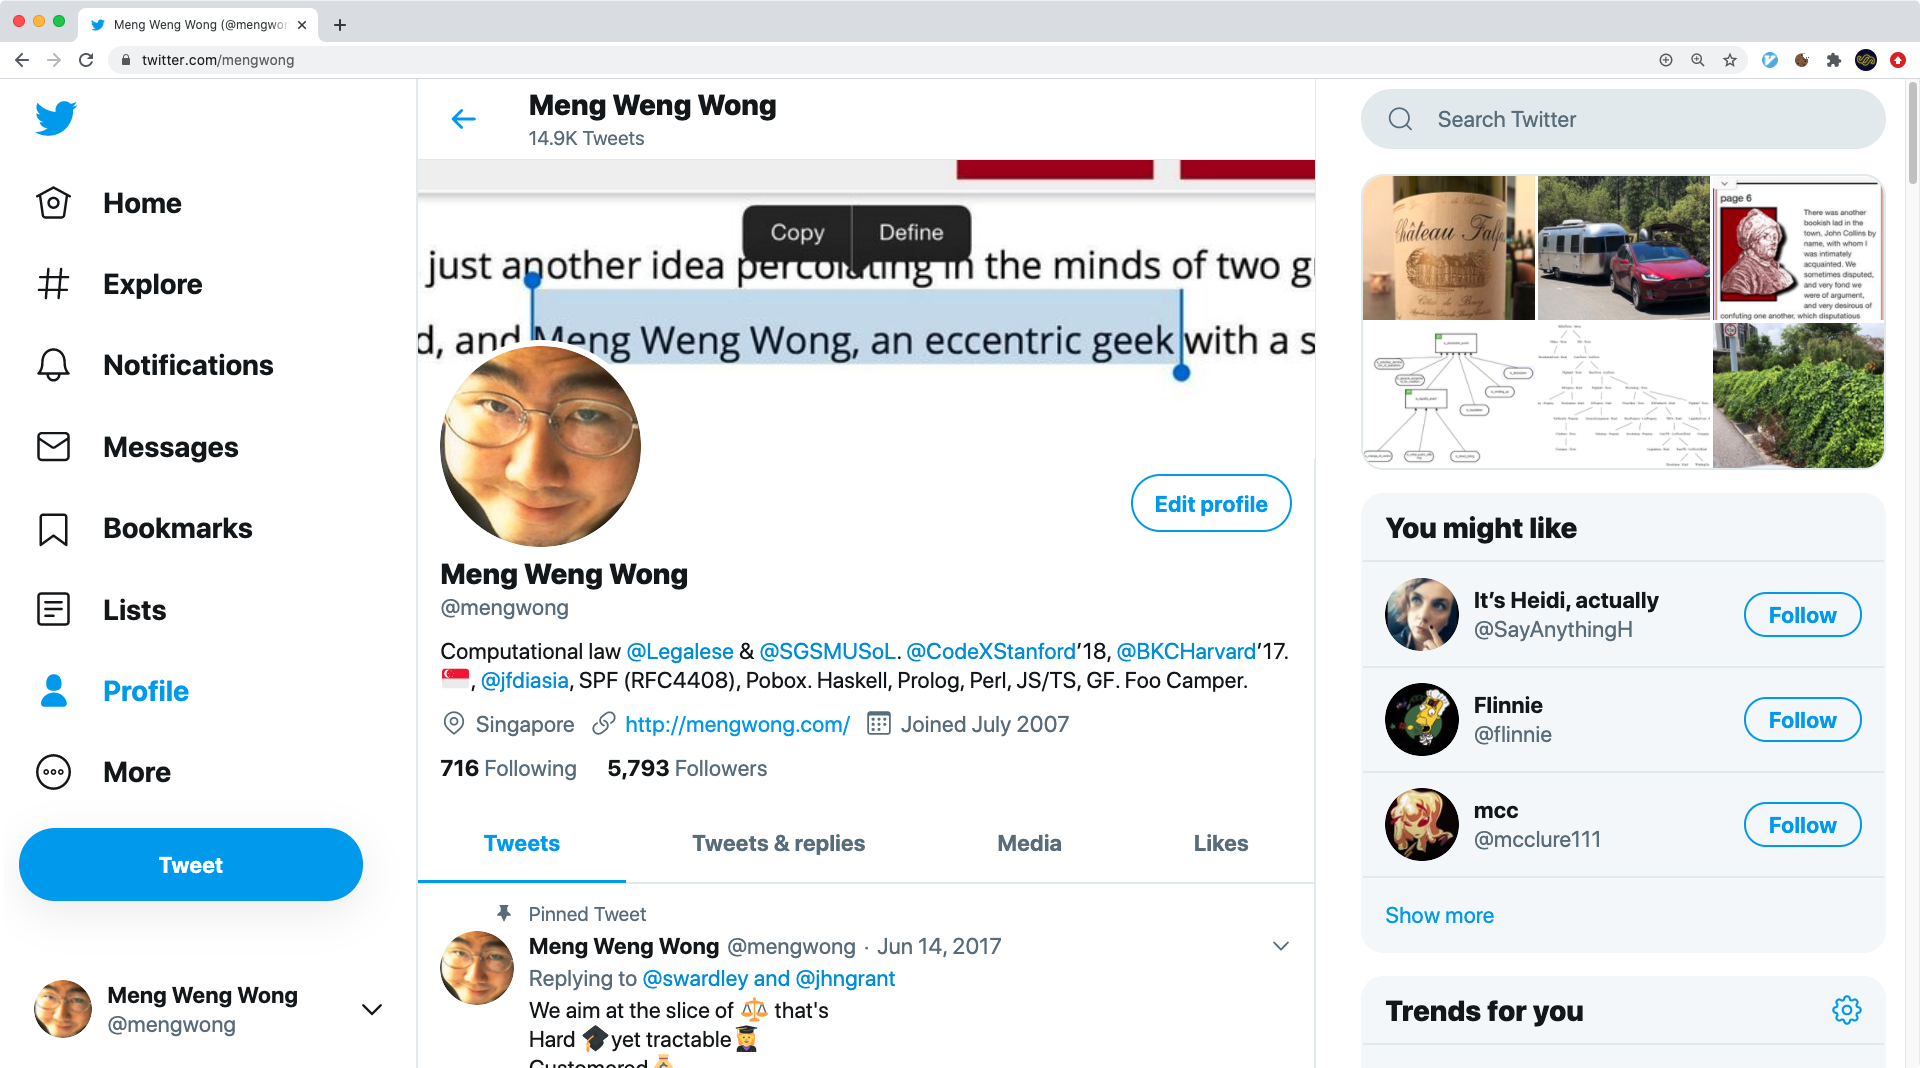 Meng Weng Wong (@mengwor
twitter.com/mengwong
Home
Explore
Notifications
Messages
Bookmarks
Lists
Profile
More
Tweet
Meng Weng Wong
@mengwong
Meng Weng Wong
14.9K Tweets
Copy Define
just another idea percolating in the minds of two g
d, and Meng Weng Wong, an eccentric geek with a s
Edit profile
Meng Weng Wong
@mengwong
Computational law @Legalese & @SGSMUSoL. @CodeXStanford'18, @BKCHarvard'17.
🇸🇬, @jfdiasia, SPF (RFC4408), Pobox. Haskell, Prolog, Perl, JS/TS, GF. Foo Camper.
Singapore http://mengwong.com/ Joined July 2007
716 Following 5,793 Followers
Tweets Tweets & replies Media Likes
Pinned Tweet
Meng Weng Wong @mengwong · Jun 14, 2017
Replying to @swardley and @jhngrant
We aim at the slice of ⚖️ that's
Hard 🎓yet tractable👩‍🎓
Customered💰
Search Twitter
Château Falfas
Côtes de Bourg
page 6
There was another
bookish lad in the
town, John Collins by
name, with whom I
was intimately
acquainted. We
sometimes disputed,
and very fond we
were of argument,
and very desirous of
confuting one another, which disputatious
You might like
It's Heidi, actually
@SayAnythingH
Follow
Flinnie
@flinnie
Follow
mcc
@mcclure111
Follow
Show more
Trends for you